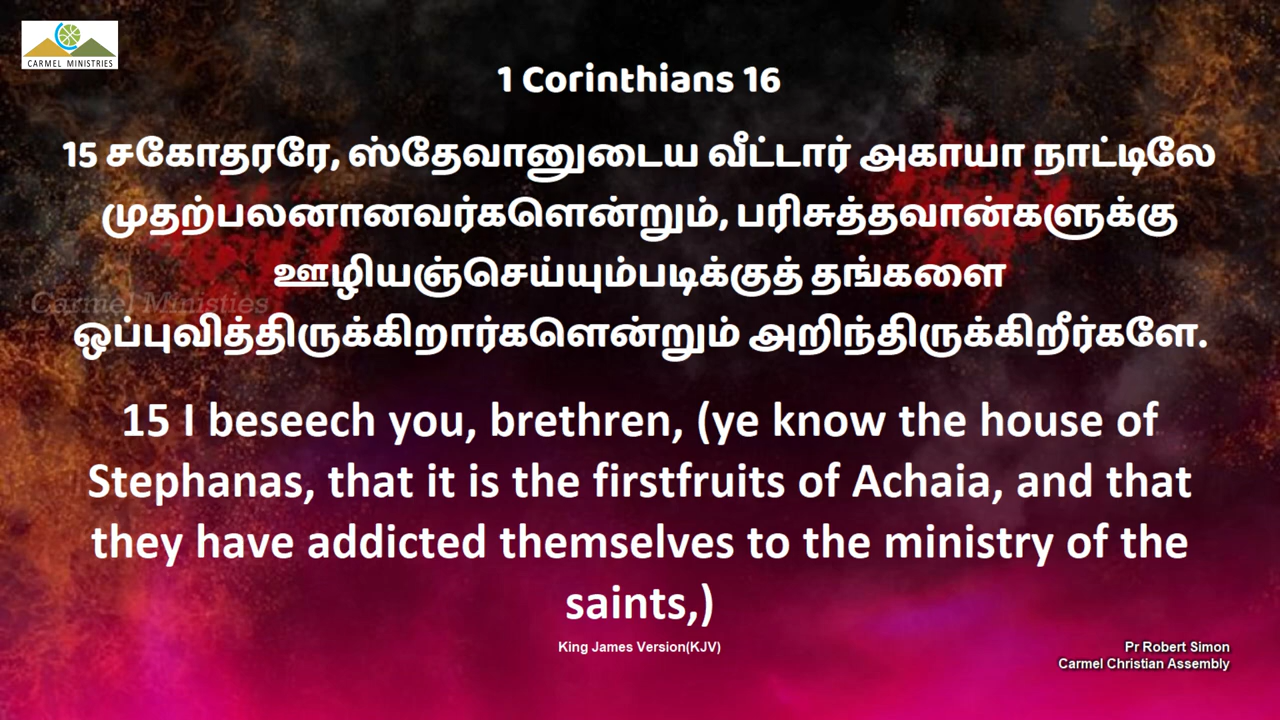 CARMEL MINISTRIES
1 Corinthians 16
15 சகோதரரே, ஸ்தேவானுடைய வீட்டார் அகாயா நாட்டிலே
முதற்பலனானவர்களென்றும், பரிசுத்தவான்களுக்கு
ஊழியஞ்செய்யும்படிக்குத் தங்களை
Carmel Ministies
ஒப்புவித்திருக்கிறார்களென்றும் அறிந்திருக்கிறீர்களே.
15 I beseech you, brethren, (ye know the house of
Stephanas, that it is the firstfruits of Achaia, and that
they have addicted themselves to the ministry of the
saints,)
King James Version(KJV)
Pr Robert Simon
Carmel Christian Assembly